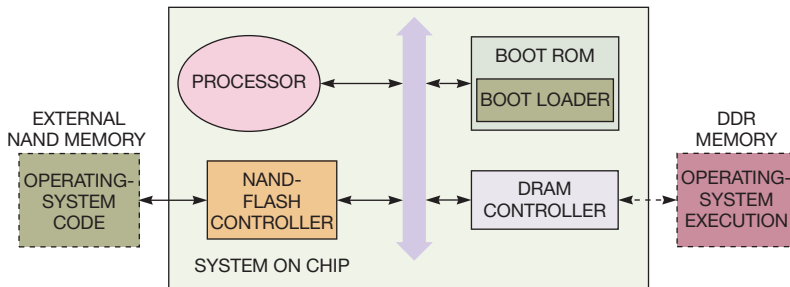 PROCESSOR
BOOT ROM
BOOT LOADER
EXTERNAL
NAND MEMORY
OPERATING-
SYSTEM
CODE
NAND-
FLASH
CONTROLLER
DRAM
CONTROLLER
DDR
MEMORY
OPERATING-
SYSTEM
EXECUTION
SYSTEM ON CHIP